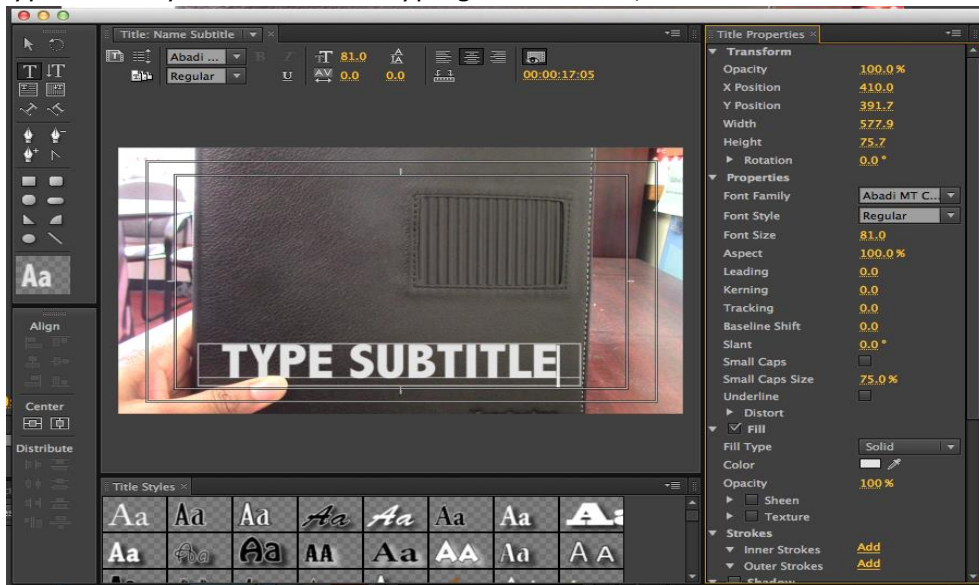 Title: Name Subtitle
Abadi ...
B
I
T 81.0
Regular
U
AV 0.0
0.0
00:00:17:05
T
IT
Aa
Align
Center
Distribute
TYPE SUBTITLE
Title Styles
Aa Aa Aa Aa Aa Aa Aa
Aa Aa AA Aa AA Aa AA
Title Properties
Transform
Opacity 100.0 %
X Position 410.0
Y Position 391.7
Width 577.9
Height 75.7
Rotation 0.0 °
Properties
Font Family Abadi MT C...
Font Style Regular
Font Size 81.0
Aspect 100.0 %
Leading 0.0
Kerning 0.0
Tracking 0.0
Baseline Shift 0.0
Slant 0.0 °
Small Caps
Small Caps Size 75.0 %
Underline
Distort
Fill
Fill Type Solid
Color
Opacity 100 %
Sheen
Texture
Strokes
Inner Strokes Add
Outer Strokes Add
Shadow